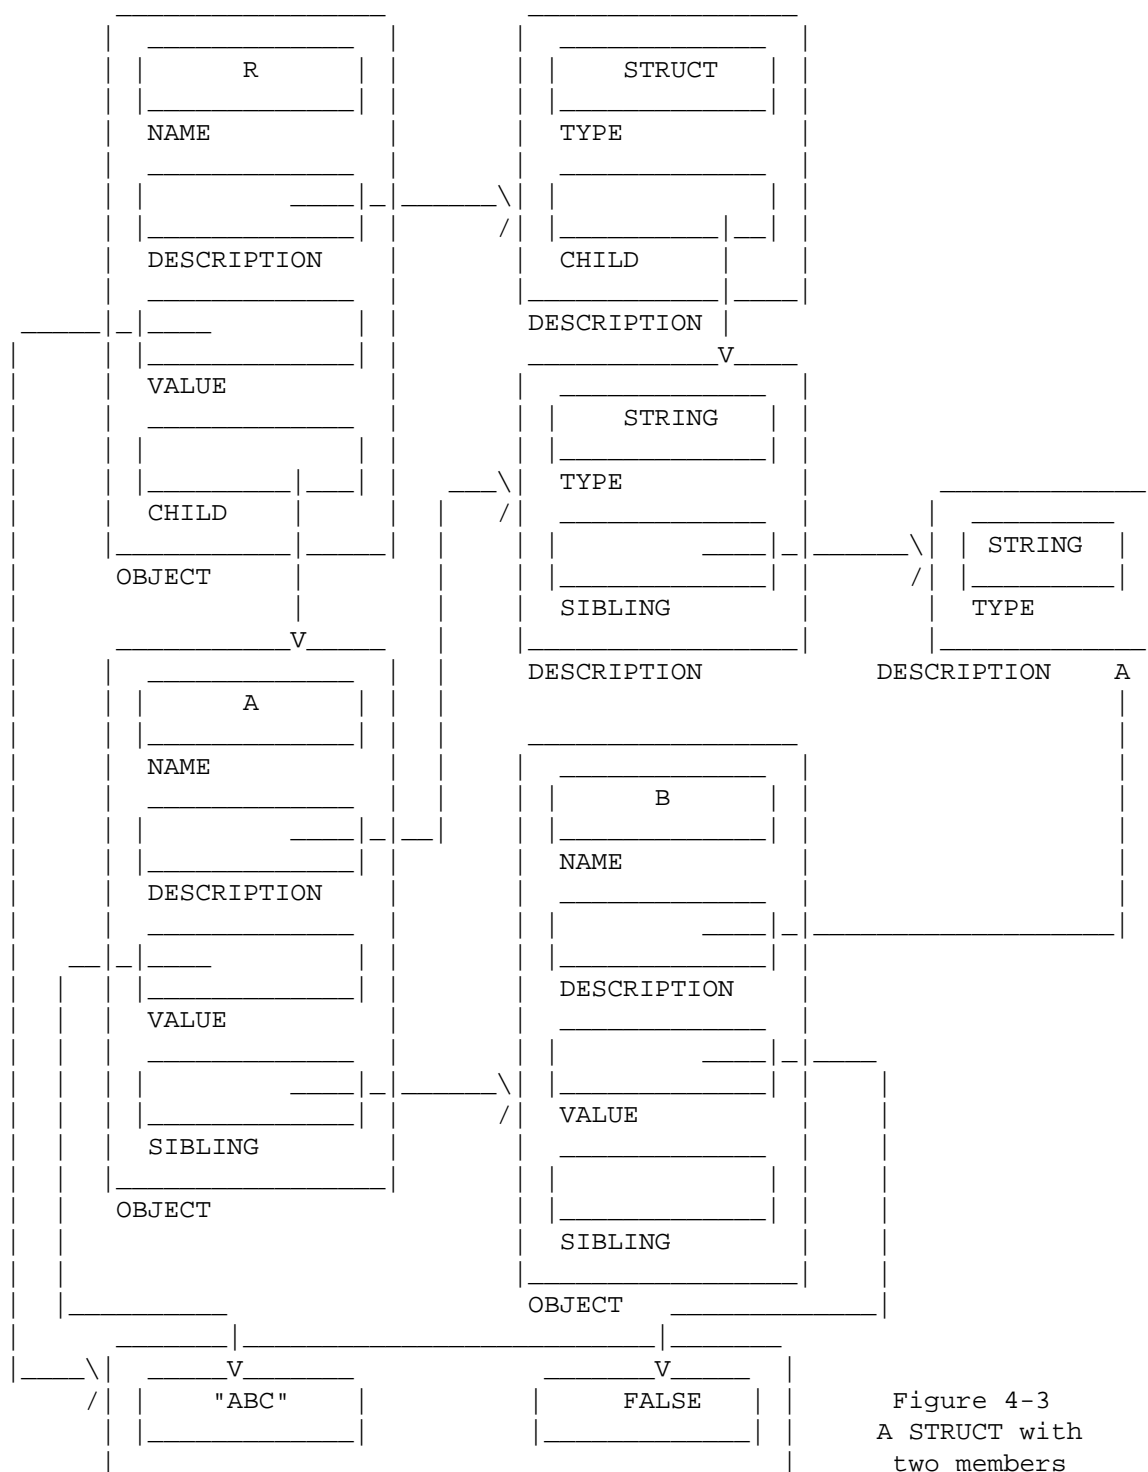 R STRUCT
NAME TYPE
DESCRIPTION CHILD
DESCRIPTION
V
VALUE
STRING
TYPE
CHILD
STRING
OBJECT
SIBLING TYPE
V
DESCRIPTION DESCRIPTION A
A
NAME
B
NAME
DESCRIPTION
DESCRIPTION
VALUE
VALUE
SIBLING
OBJECT
SIBLING
OBJECT
V V
"ABC" FALSE Figure 4-3
A STRUCT with
two members